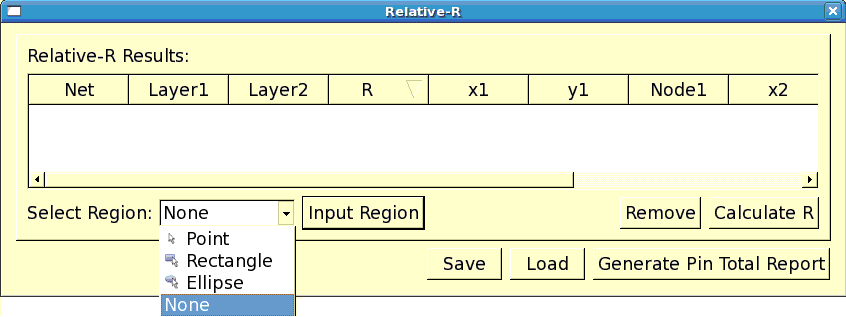 Relative-R
Relative-R Results:
Net Layer1 Layer2 R x1 y1 Node1 x2
Select Region: None Input Region Remove Calculate R
Point
Rectangle
Ellipse
None
Save Load Generate Pin Total Report